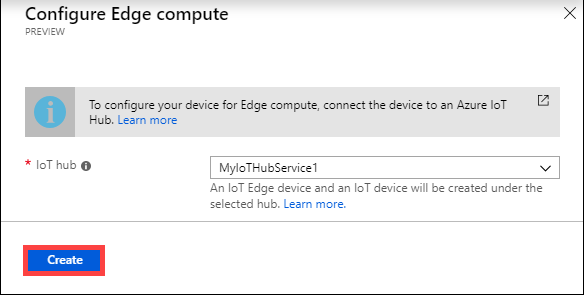 Configure Edge compute
PREVIEW
To configure your device for Edge compute, connect the device to an Azure IoT
Hub. Learn more
* IoT hub
MyIoTHubService1
An IoT Edge device and an IoT device will be created under the
selected hub. Learn more.
Create